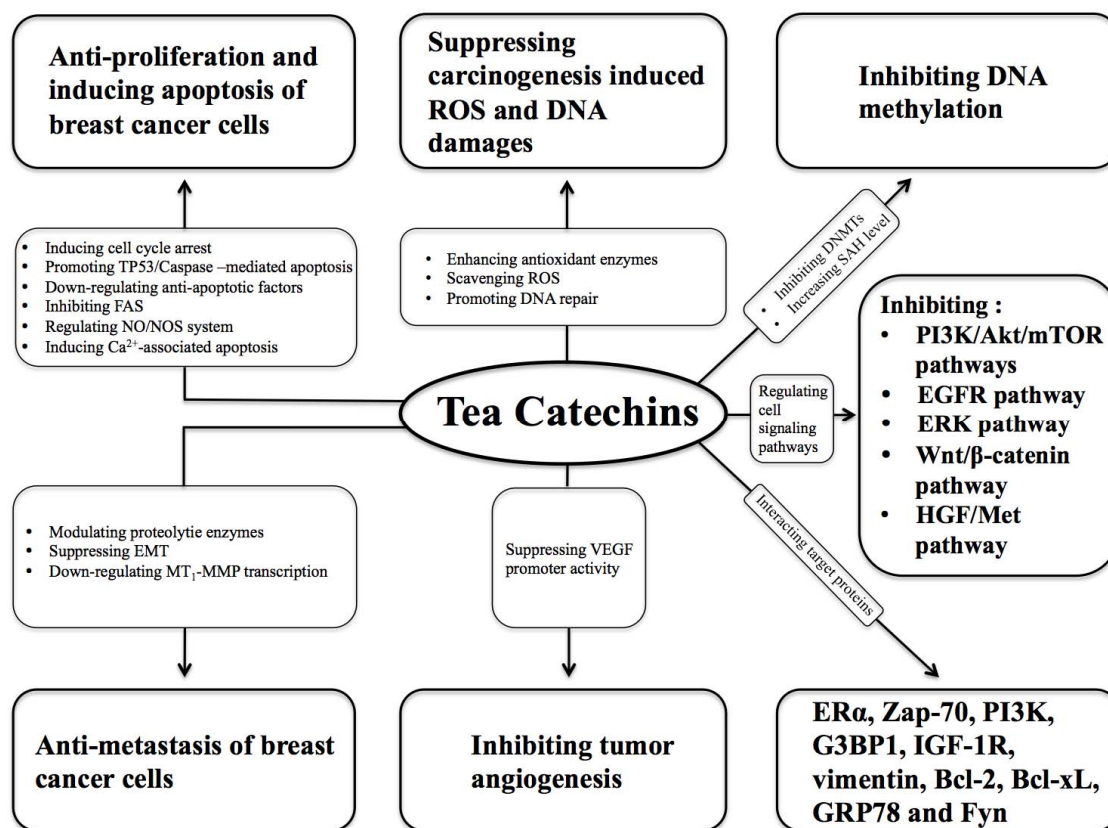 Anti-proliferation and
inducing apoptosis of
breast cancer cells
Suppressing
carcinogenesis induced
ROS and DNA
damages
Inhibiting DNA
methylation
• Inducing cell cycle arrest
• Promoting TP53/Caspase –mediated apoptosis
• Down-regulating anti-apoptotic factors
• Inhibiting FAS
• Regulating NO/NOS system
• Inducing Ca²⁺-associated apoptosis
• Enhancing antioxidant enzymes
• Scavenging ROS
• Promoting DNA repair
• Inhibiting DNMTs
• Increasing SAH level
Tea Catechins
Regulating
cell
signaling
pathways
Inhibiting :
• PI3K/Akt/mTOR
pathways
• EGFR pathway
• ERK pathway
• Wnt/β-catenin
pathway
• HGF/Met
pathway
• Modulating proteolytie enzymes
• Suppressing EMT
• Down-regulating MT₁-MMP transcription
Suppressing VEGF
promoter activity
Interacting target proteins
Anti-metastasis of breast
cancer cells
Inhibiting tumor
angiogenesis
ERα, Zap-70, PI3K,
G3BP1, IGF-1R,
vimentin, Bcl-2, Bcl-xL,
GRP78 and Fyn